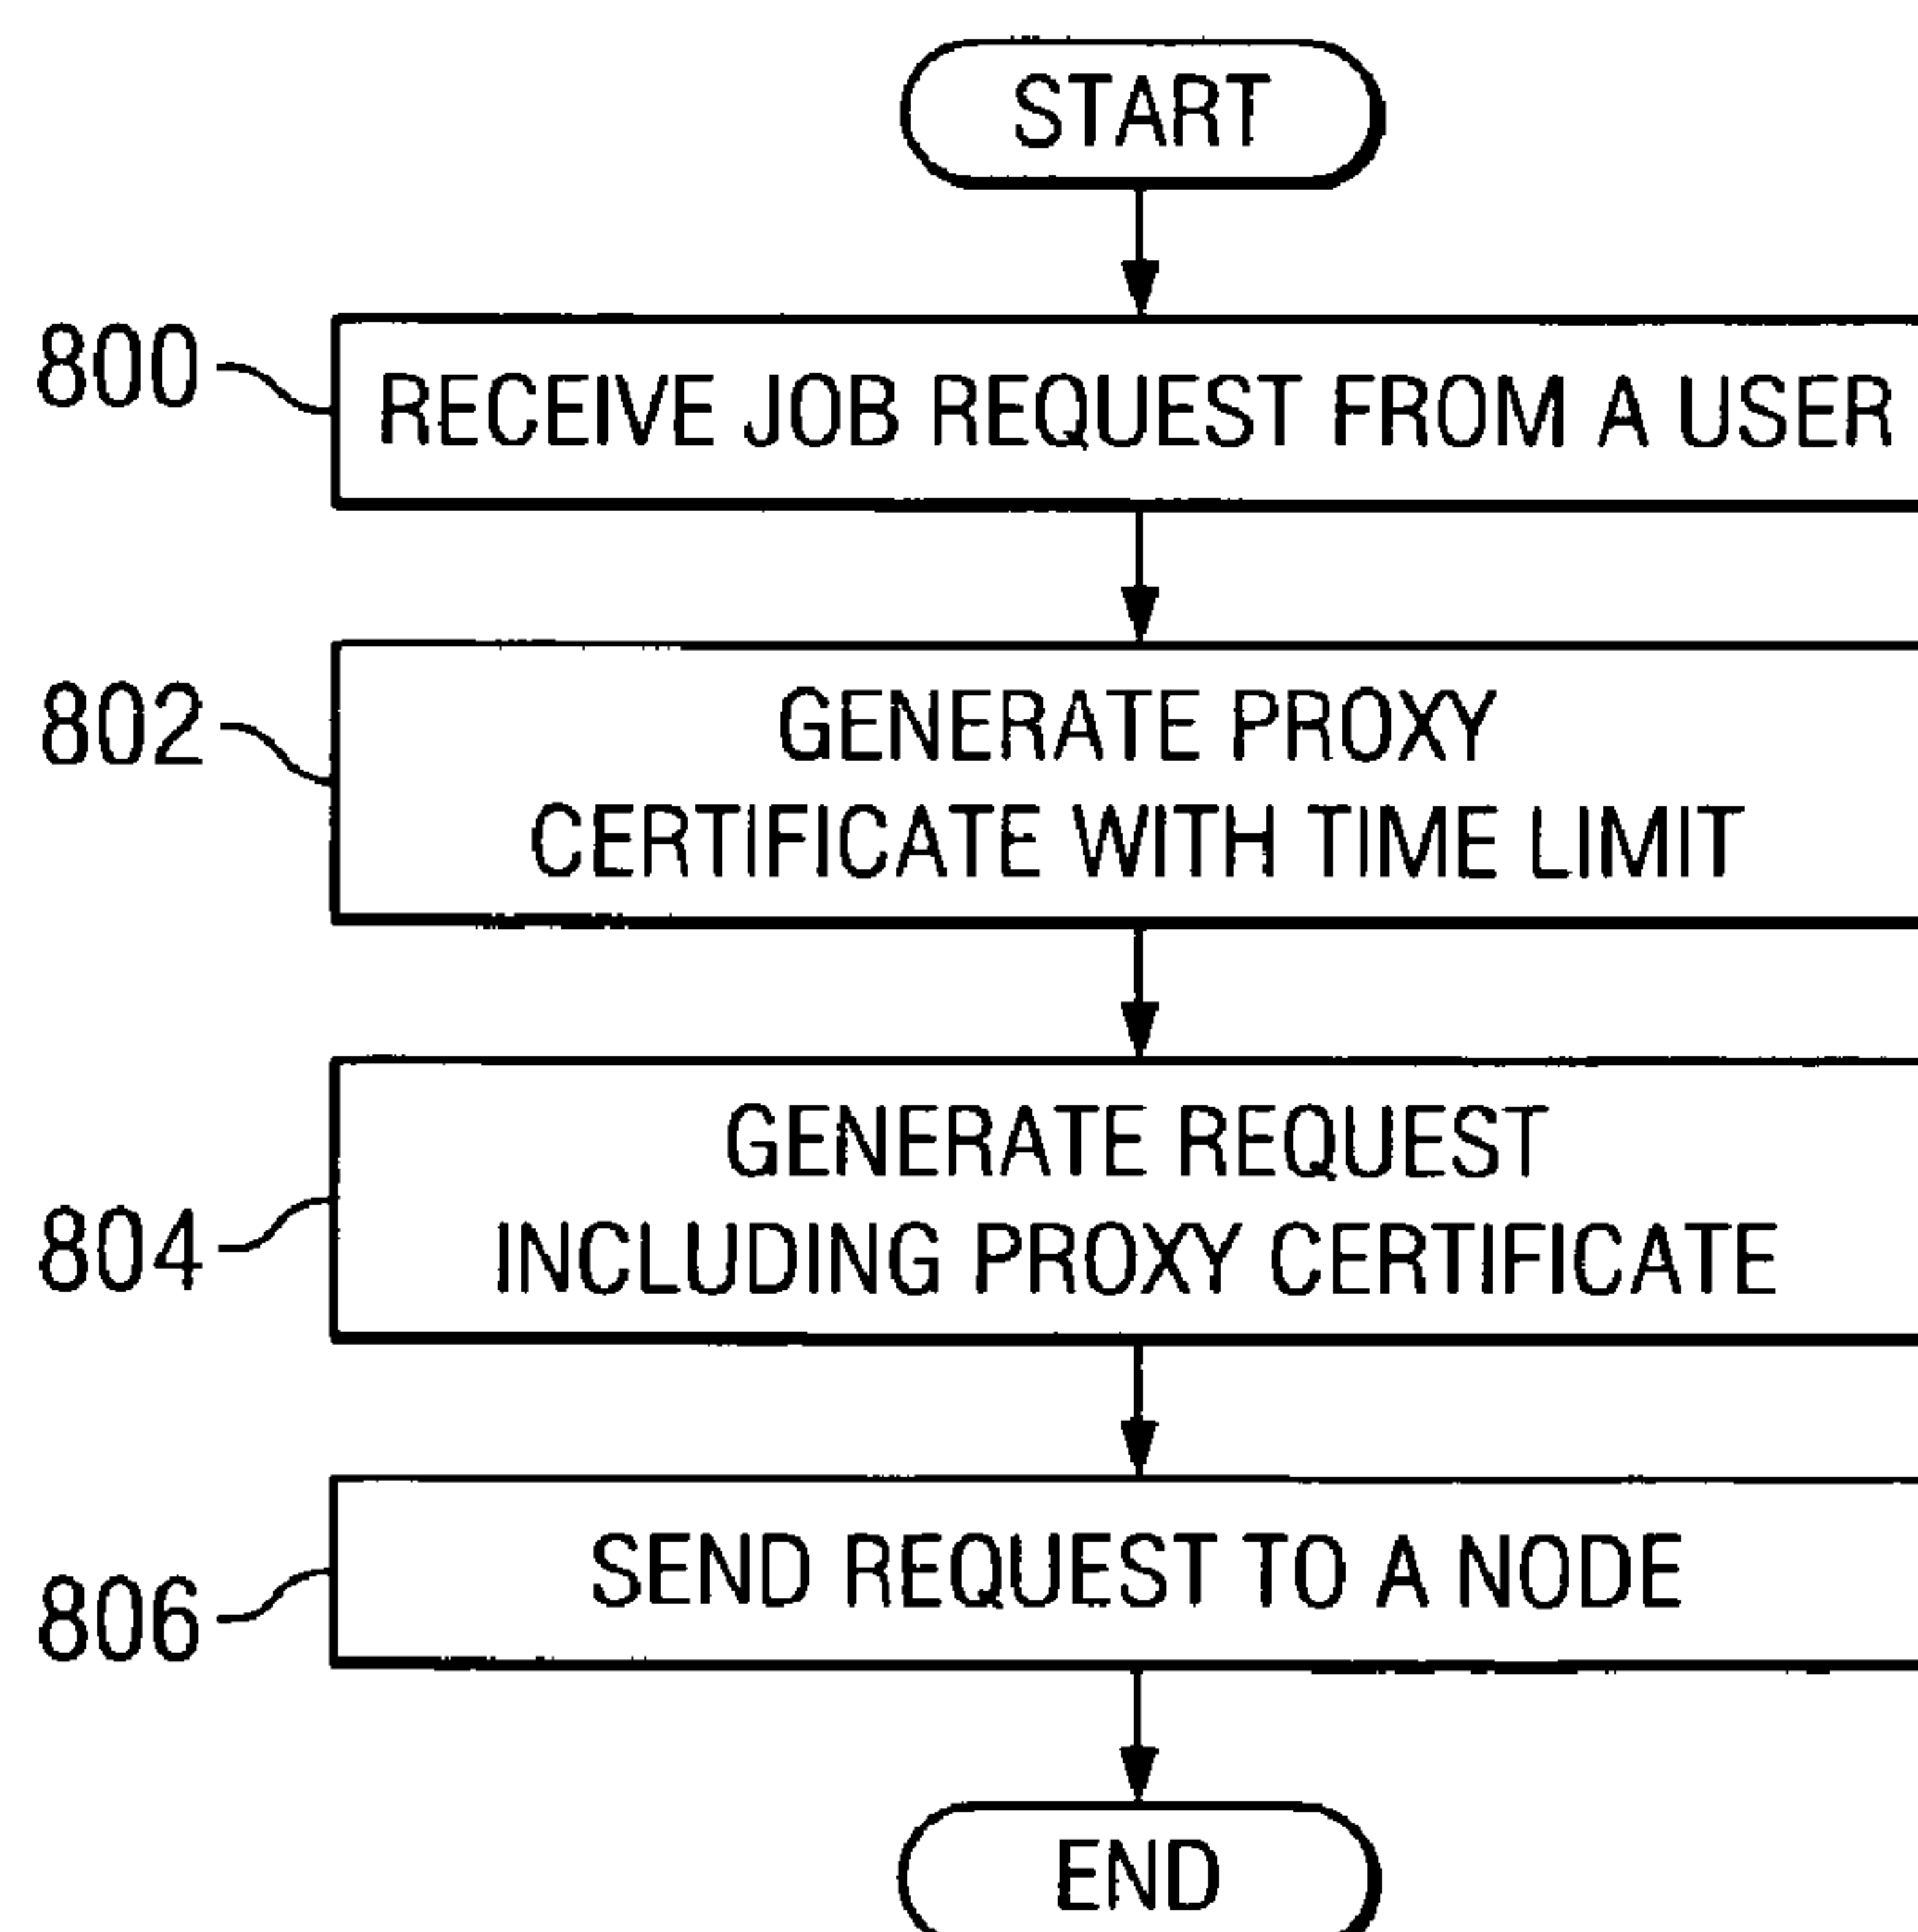 START
800
RECEIVE JOB REQUEST FROM A USER
802
GENERATE PROXY
CERTIFICATE WITH TIME LIMIT
804
GENERATE REQUEST
INCLUDING PROXY CERTIFICATE
806
SEND REQUEST TO A NODE
END